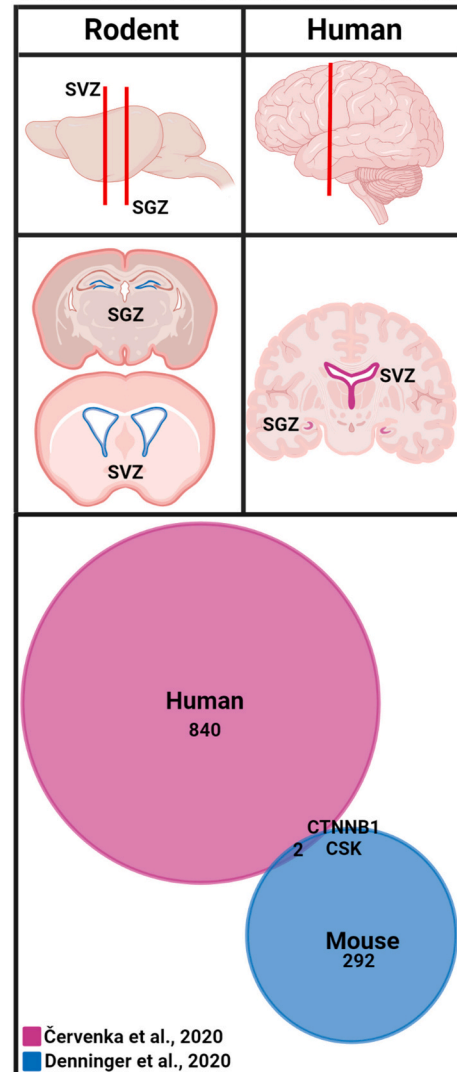 Rodent
Human
SVZ
SGZ
SGZ
SVZ
SVZ
SGZ
Human
840
CTNNB1
2 CSK
Mouse
292
Červenka et al., 2020
Denninger et al., 2020